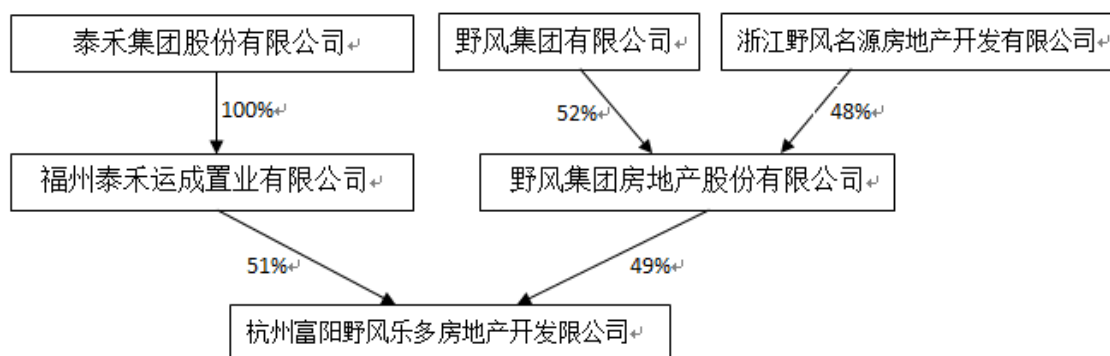 泰禾集团股份有限公司↵
野风集团有限公司↵
浙江野风名源房地产开发有限公司↵
100%↵
52%↵
48%↵
福州泰禾运成置业有限公司↵
野风集团房地产股份有限公司↵
51%↵
49%↵
杭州富阳野风乐多房地产开发限公司↵